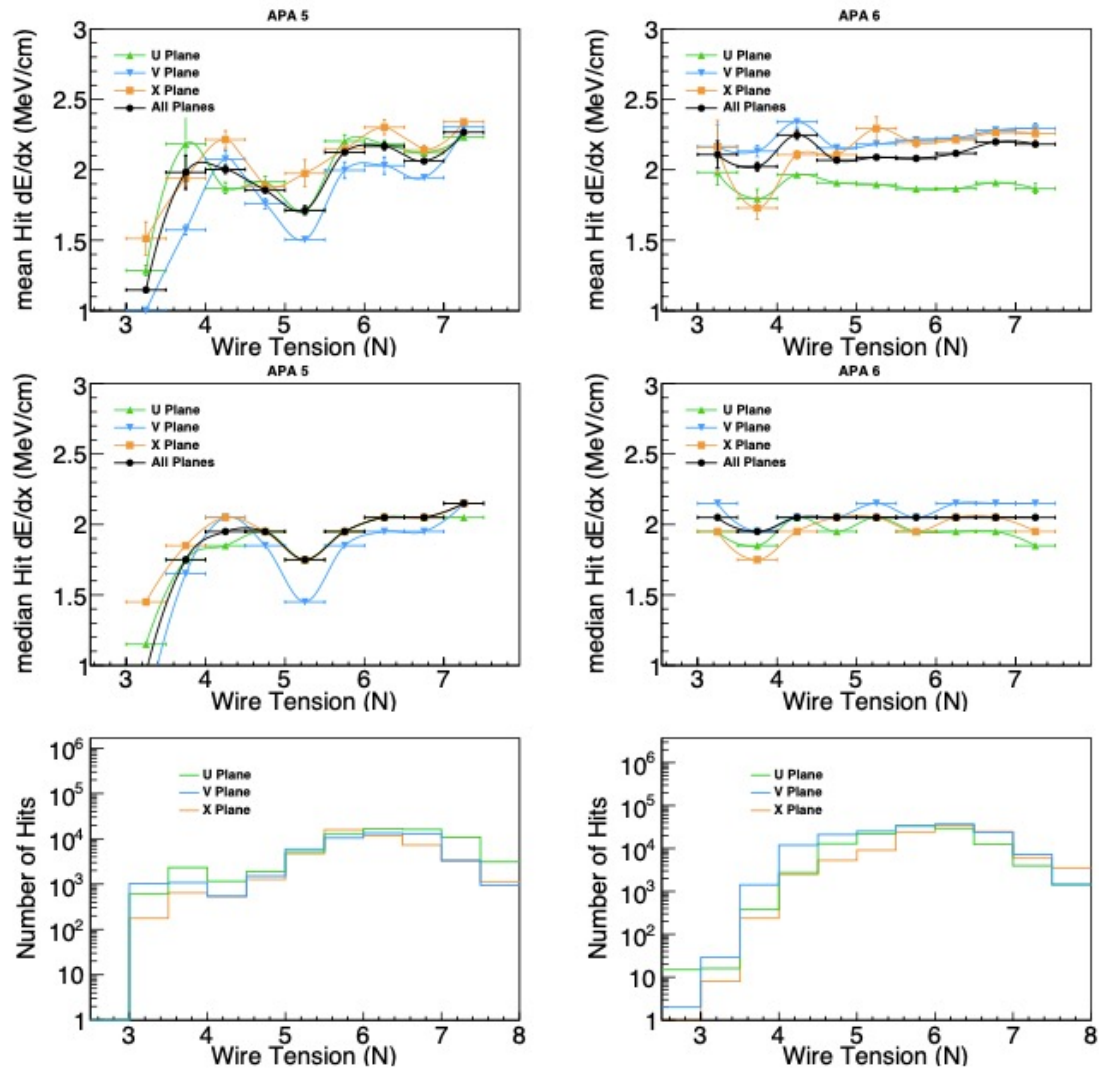 APA 5
mean Hit dE/dx (MeV/cm)
3
2.5
2
1.5
1
U Plane
V Plane
X Plane
All Planes
3 4 5 6 7
Wire Tension (N)
APA 6
mean Hit dE/dx (MeV/cm)
3
2.5
2
1.5
1
U Plane
V Plane
X Plane
All Planes
3 4 5 6 7
Wire Tension (N)
APA 5
median Hit dE/dx (MeV/cm)
3
2.5
2
1.5
1
U Plane
V Plane
X Plane
All Planes
3 4 5 6 7
Wire Tension (N)
APA 6
median Hit dE/dx (MeV/cm)
3
2.5
2
1.5
1
U Plane
V Plane
X Plane
All Planes
3 4 5 6 7
Wire Tension (N)
Number of Hits
10⁶
10⁵
10⁴
10³
10²
10
1
U Plane
V Plane
X Plane
3 4 5 6 7 8
Wire Tension (N)
Number of Hits
10⁶
10⁵
10⁴
10³
10²
10
1
U Plane
V Plane
X Plane
3 4 5 6 7 8
Wire Tension (N)